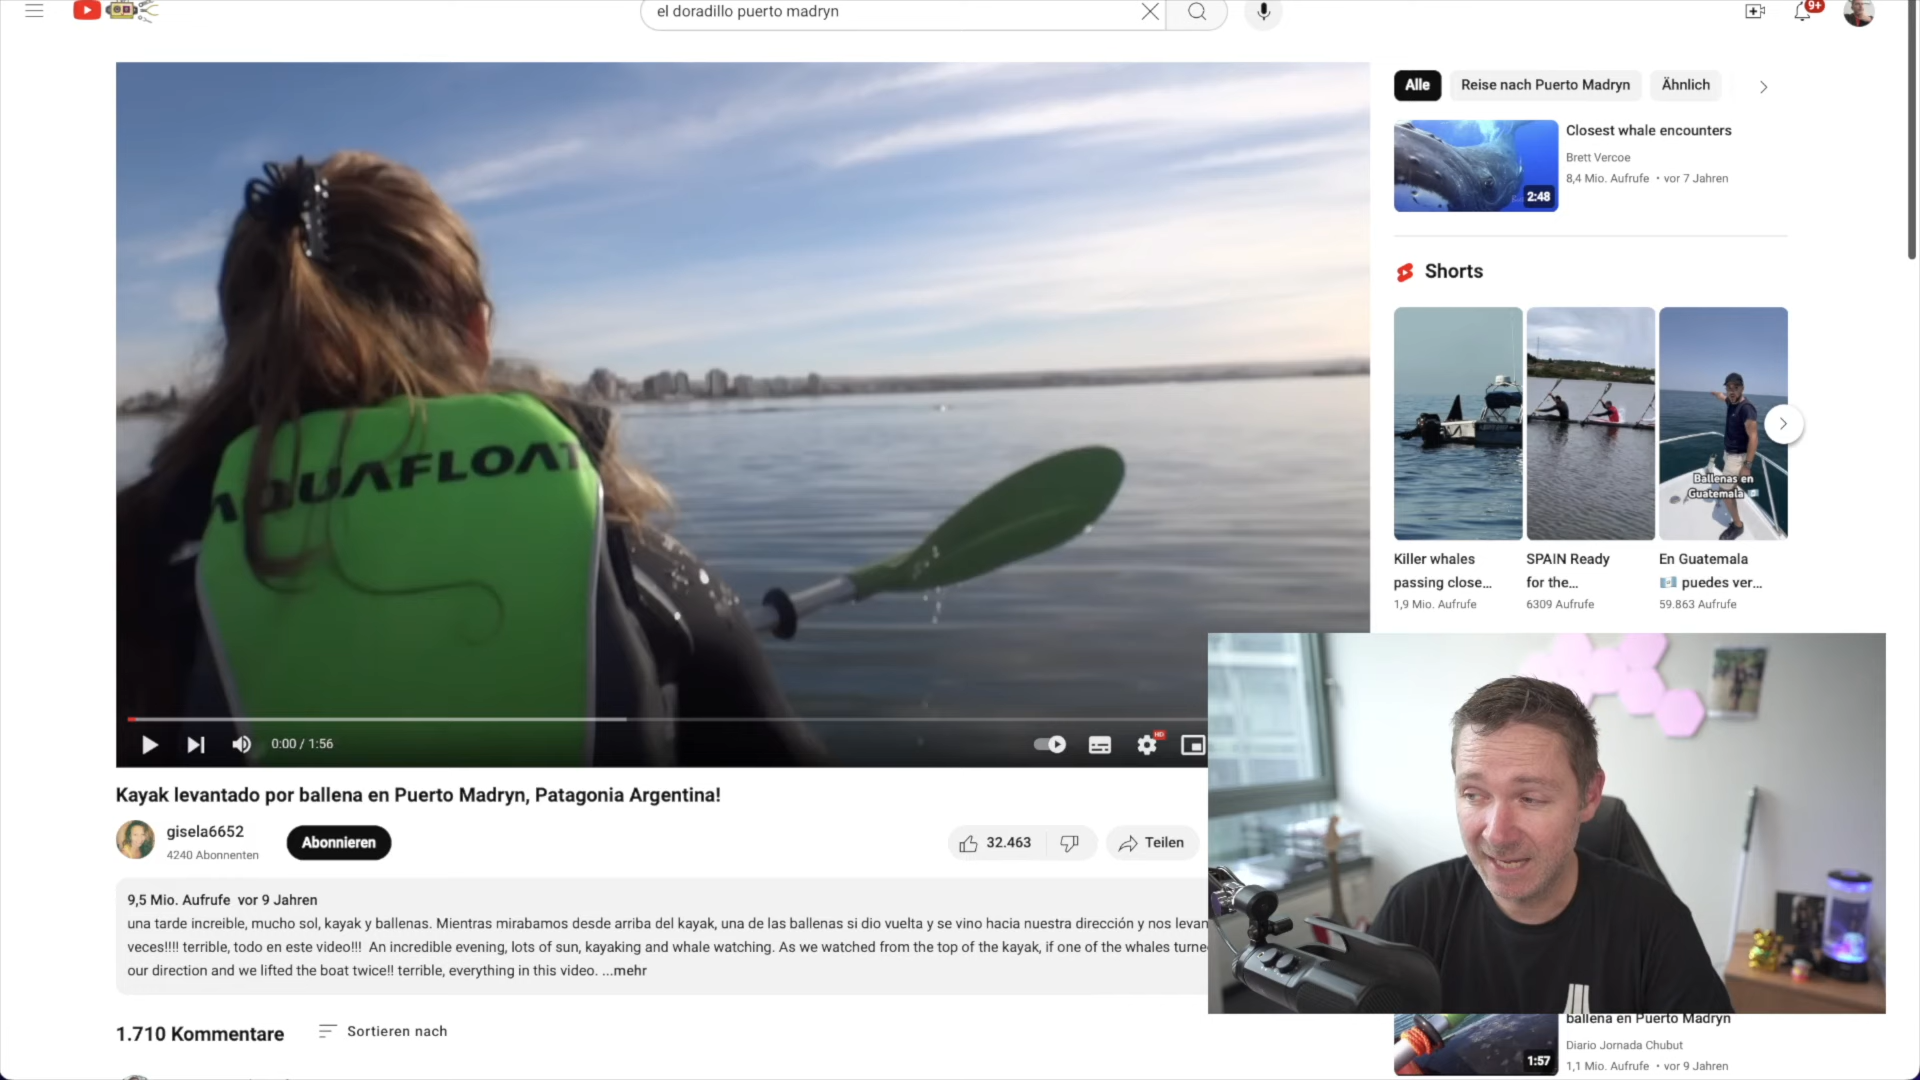 el doradillo puerto madryn
9+
AQUAFLOAT
0:00 / 1:56
HD
Kayak levantado por ballena en Puerto Madryn, Patagonia Argentina!
gisela6652
4240 Abonnenten
Abonnieren
32.463
Teilen
9,5 Mio. Aufrufe vor 9 Jahren
una tarde increible, mucho sol, kayak y ballenas. Mientras mirabamos desde arriba del kayak, una de las ballenas si dio vuelta y se vino hacia nuestra dirección y nos levan
veces!!!! terrible, todo en este video!!! An incredible evening, lots of sun, kayaking and whale watching. As we watched from the top of the kayak, if one of the whales turne
our direction and we lifted the boat twice!! terrible, everything in this video. ...mehr
1.710 Kommentare
Sortieren nach
Alle
Reise nach Puerto Madryn
Ähnlich
Closest whale encounters
Brett Vercoe
8,4 Mio. Aufrufe • vor 7 Jahren
2:48
Shorts
Ballenas en
Guatemala
Killer whales
passing close...
1,9 Mio. Aufrufe
SPAIN Ready
for the...
6309 Aufrufe
En Guatemala
puedes ver...
59.863 Aufrufe
ballena en Puerto Madryn
Diario Jornada Chubut
1,1 Mio. Aufrufe • vor 9 Jahren
1:57